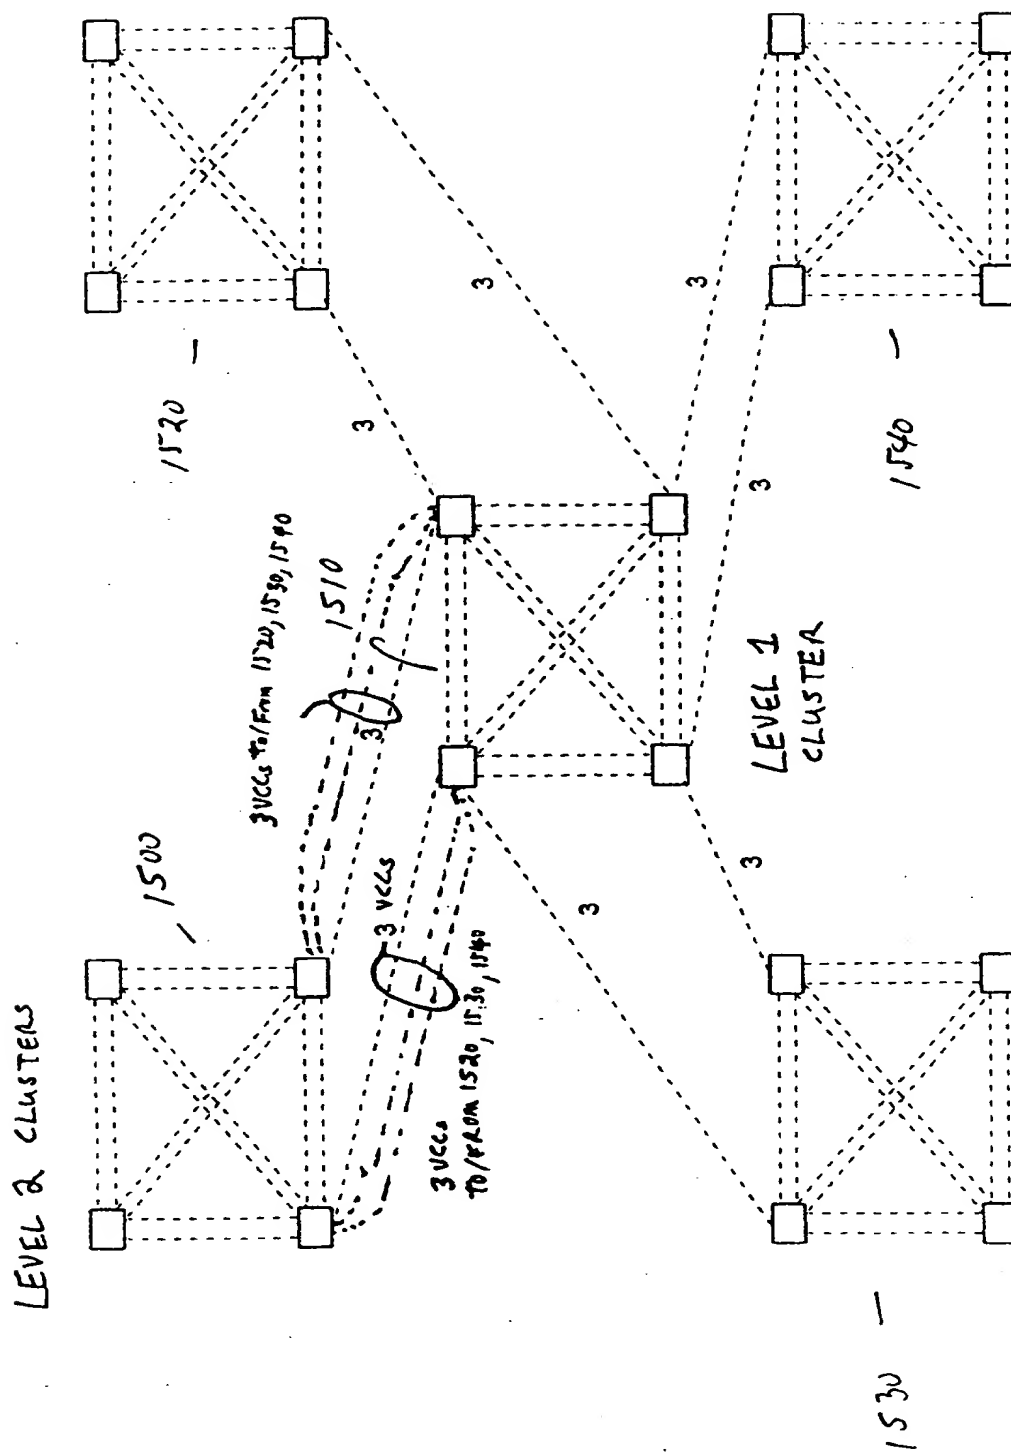 LEVEL 2 CLUSTERS
1500
1520
3 VCCs To/From 1520, 1530, 1540
1510
3
3
3
3 VCCs
3 VCCs
TO/FROM 1520, 1530, 1540
3
3
LEVEL 1
CLUSTER
3
3
1530
1540